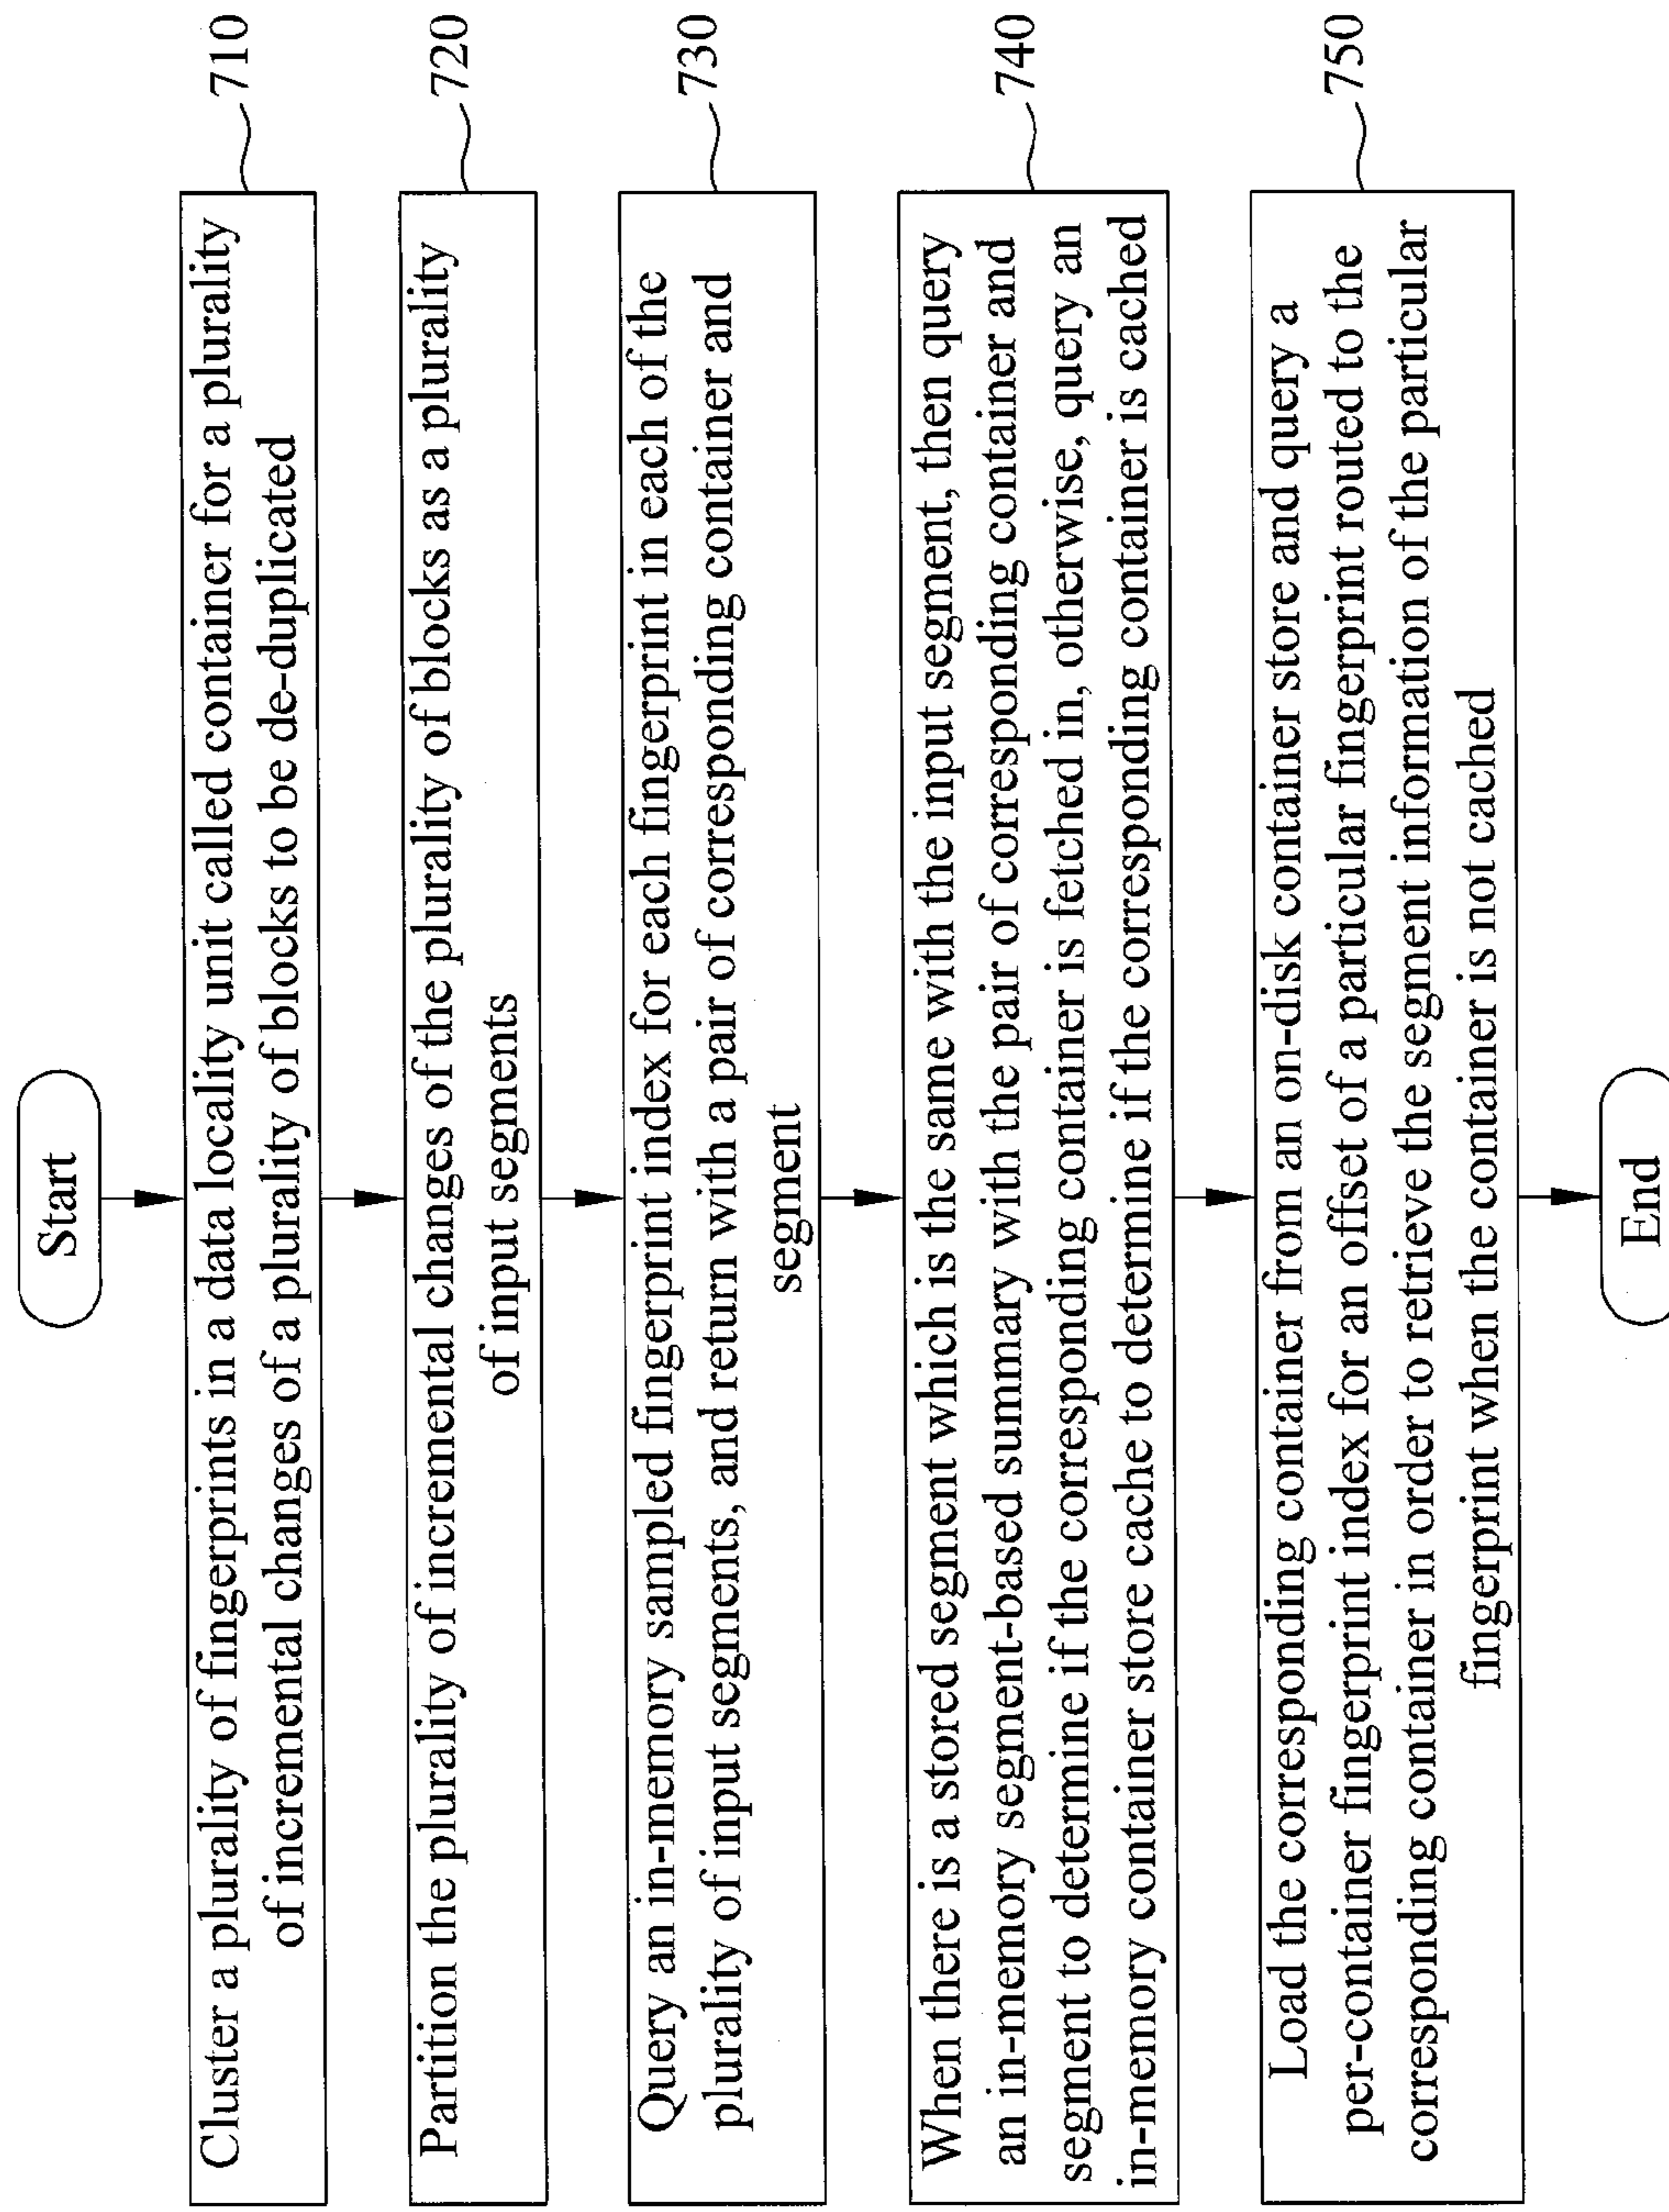 Start
Cluster a plurality of fingerprints in a data locality unit called container for a plurality
of incremental changes of a plurality of blocks to be de-duplicated
710
Partition the plurality of incremental changes of the plurality of blocks as a plurality
of input segments
720
Query an in-memory sampled fingerprint index for each fingerprint in each of the
plurality of input segments, and return with a pair of corresponding container and
segment
730
When there is a stored segment which is the same with the input segment, then query
an in-memory segment-based summary with the pair of corresponding container and
segment to determine if the corresponding container is fetched in, otherwise, query an
in-memory container store cache to determine if the corresponding container is cached
740
Load the corresponding container from an on-disk container store and query a
per-container fingerprint index for an offset of a particular fingerprint routed to the
corresponding container in order to retrieve the segment information of the particular
fingerprint when the container is not cached
750
End